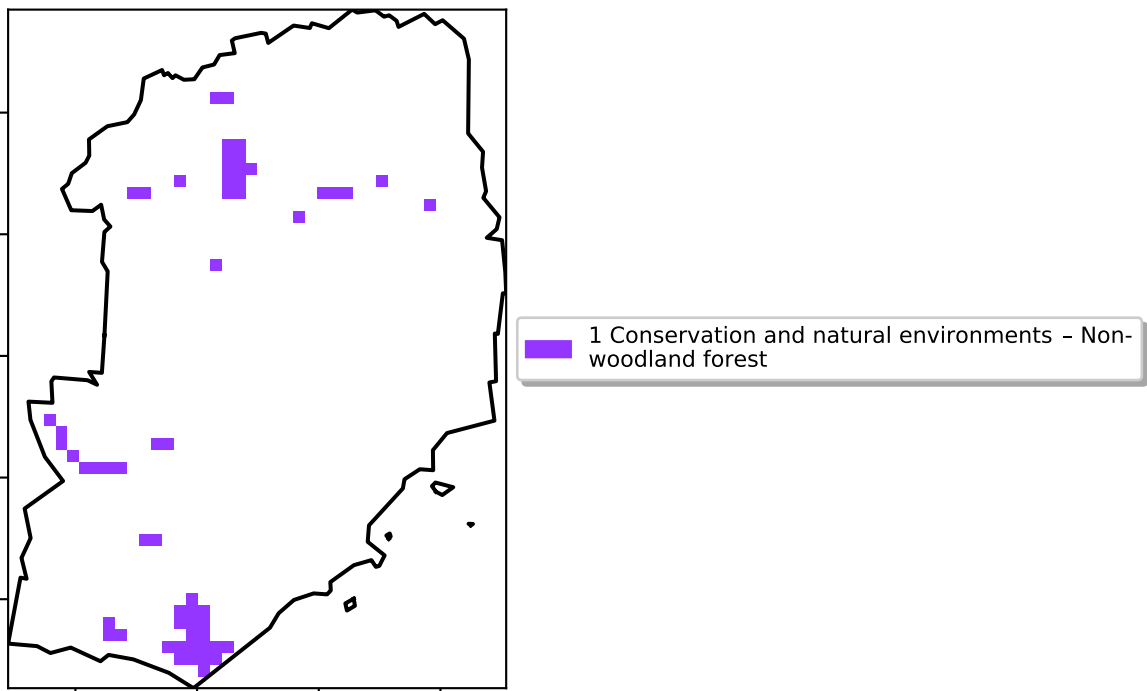 1 Conservation and natural environments – Non-
woodland forest